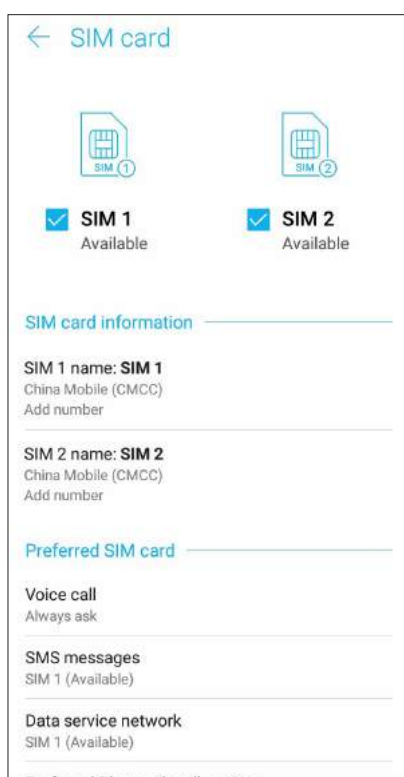 SIM card
SIM 1 SIM 2
SIM 1 SIM 2
Available Available
SIM card information
SIM 1 name: SIM 1
China Mobile (CMCC)
Add number
SIM 2 name: SIM 2
China Mobile (CMCC)
Add number
Preferred SIM card
Voice call
Always ask
SMS messages
SIM 1 (Available)
Data service network
SIM 1 (Available)